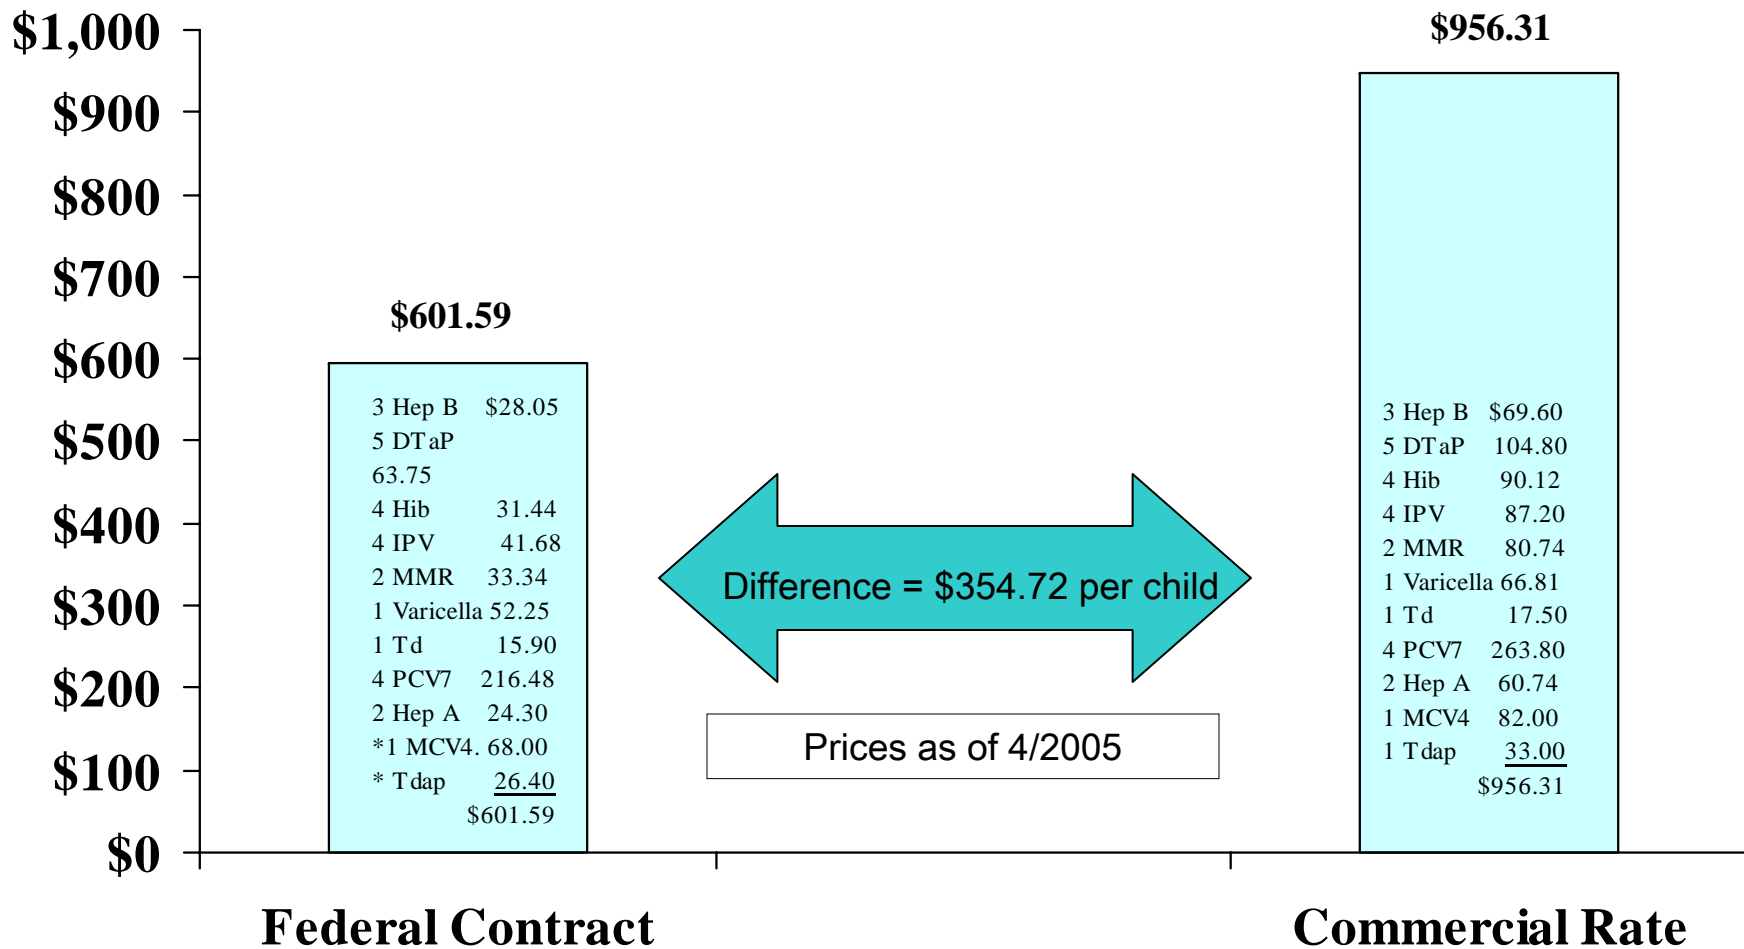 $1,000
$900
$800
$700
$600
$500
$400
$300
$200
$100
$0
$601.59
3 Hep B $28.05
5 DTaP
63.75
4 Hib 31.44
4 IPV 41.68
2 MMR 33.34
1 Varicella 52.25
1 Td 15.90
4 PCV7 216.48
2 Hep A 24.30
*1 MCV4. 68.00
* Tdap 26.40
$601.59
Difference = $354.72 per child
Prices as of 4/2005
$956.31
3 Hep B $69.60
5 DTaP 104.80
4 Hib 90.12
4 IPV 87.20
2 MMR 80.74
1 Varicella 66.81
1 Td 17.50
4 PCV7 263.80
2 Hep A 60.74
1 MCV4 82.00
1 Tdap 33.00
$956.31
Federal Contract
Commercial Rate